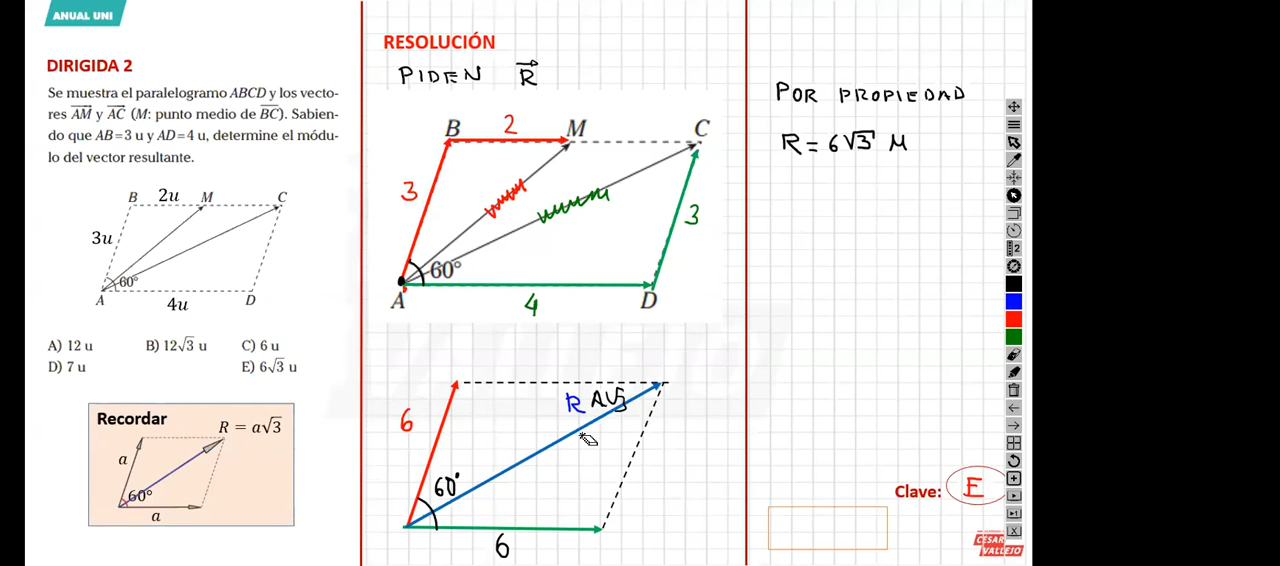 ANUAL UNI
DIRIGIDA 2
Se muestra el paralelogramo ABCD y los vecto-
res AM y AC (M: punto medio de BC). Sabien-
do que AB=3 u y AD=4 u, determine el módu-
lo del vector resultante.
B 2u M C
3u
60°
A 4u D
A) 12 u B) 12√3 u C) 6 u
D) 7 u E) 6√3 u
Recordar
R = a√3
a
60°
a
RESOLUCIÓN
PIDEN R
B 2 M C
3
3
60°
A 4 D
R A√3
6
60°
6
POR PROPIEDAD
R = 6√3 M
Clave: E
CESAR
VALLEJO